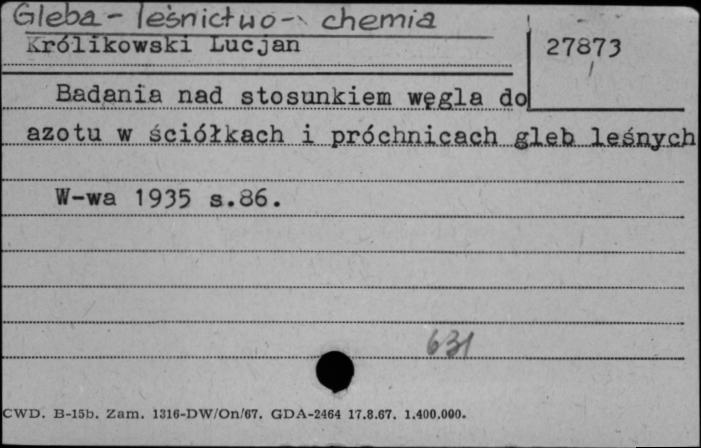 Gleba - leśnictwo - chemia
Królikowski Lucjan
27873
Badania nad stosunkiem węgla do
azotu w ściółkach i próchnicach gleb leśnych
W-wa 1935 s.86.
631
CWD. B-15b. Zam. 1316-DW/On/67. GDA-2464 17.8.67. 1.400.000.